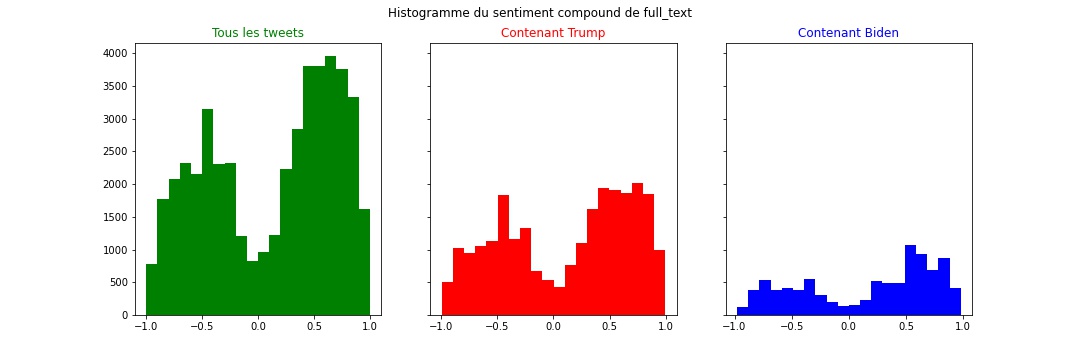 Histogramme du sentiment compound de full_text
Tous les tweets
Contenant Trump
Contenant Biden
4000
3500
3000
2500
2000
1500
1000
500
0
−1.0 −0.5 0.0 0.5 1.0
−1.0 −0.5 0.0 0.5 1.0
−1.0 −0.5 0.0 0.5 1.0